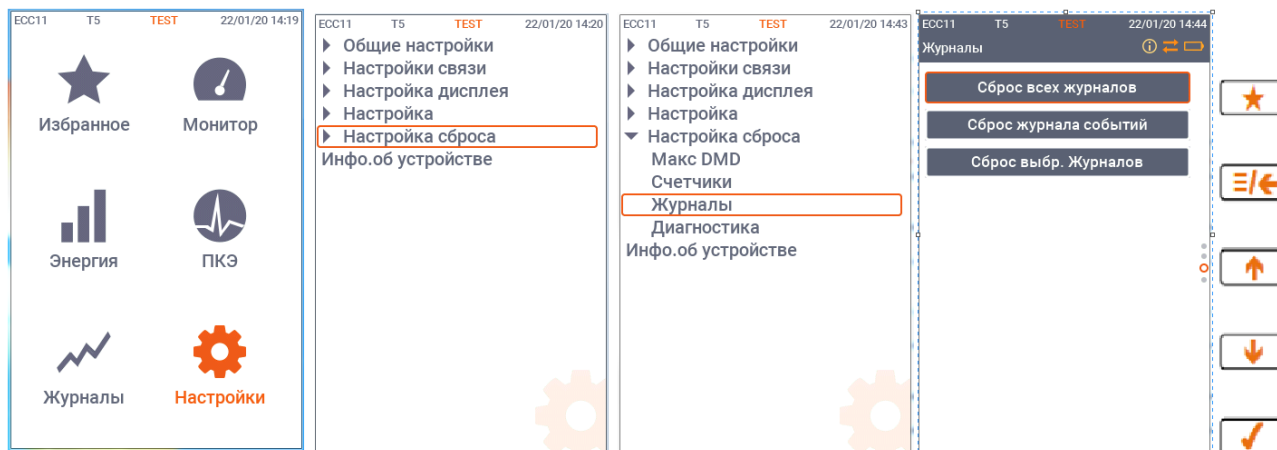 ECC11 T5 TEST 22/01/20 14:19
Избранное Монитор
Энергия ПКЭ
Журналы Настройки
ECC11 T5 TEST 22/01/20 14:20
Общие настройки
Настройки связи
Настройка дисплея
Настройка
Настройка сброса
Инфо.об устройстве
ECC11 T5 TEST 22/01/20 14:43
Общие настройки
Настройки связи
Настройка дисплея
Настройка
Настройка сброса
Макс DMD
Счетчики
Журналы
Диагностика
Инфо.об устройстве
ECC11 T5 TEST 22/01/20 14:44
Журналы
Сброс всех журналов
Сброс журнала событий
Сброс выбр. Журналов